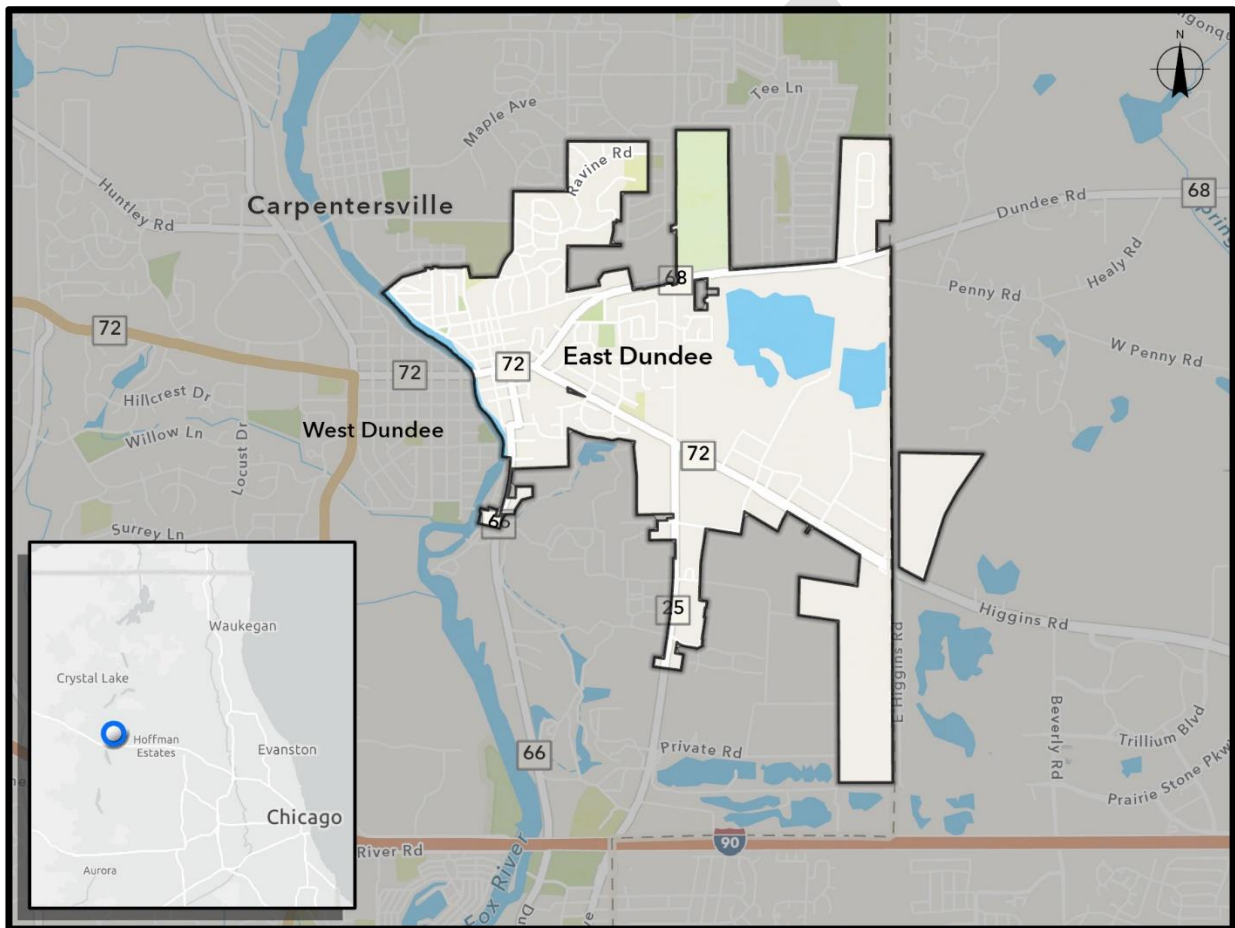 N
Tee Ln
Maple Ave
Ravine Rd
Huntley Rd
Carpentersville
68
Dundee Rd
68
Penny Rd
Healy Rd
W Penny Rd
72
72
72
East Dundee
Hillcrest Dr
Willow Ln
Locust Dr
West Dundee
72
Surrey Ln
66
25
E Higgins Rd
Higgins Rd
Beverly Rd
Trillium Blvd
Prairie Stone Pkwy
Private Rd
66
90
River Rd
Fox River
Waukegan
Crystal Lake
Hoffman
Estates
Evanston
Chicago
Aurora